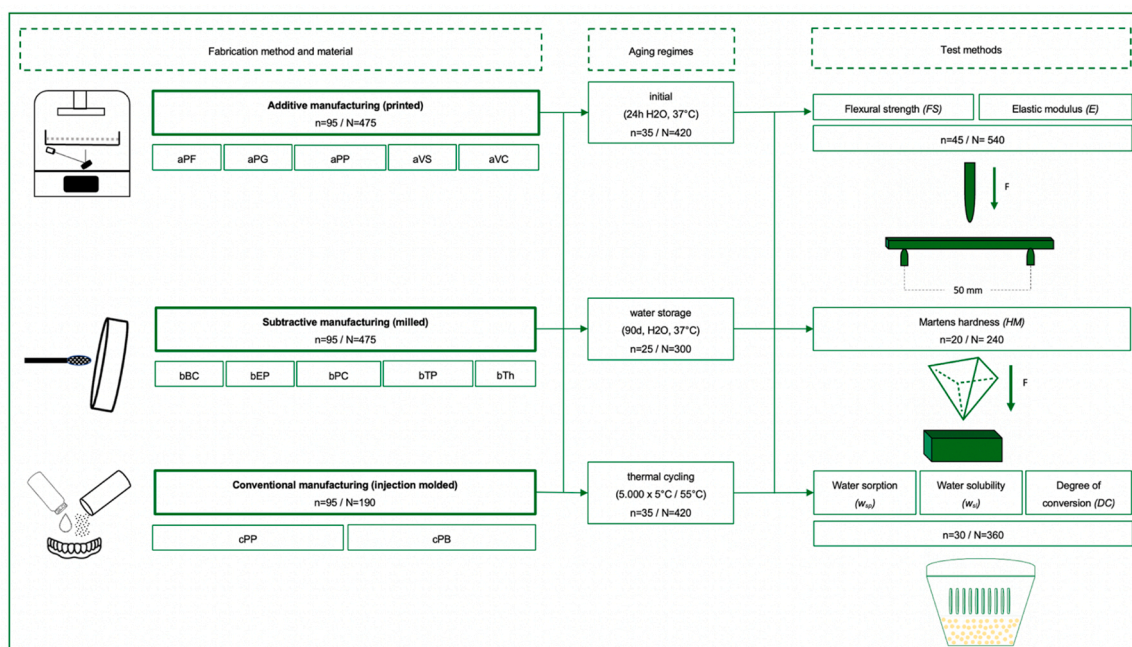 Fabrication method and material
Aging regimes
Test methods
Additive manufacturing (printed)
n=95 / N=475
aPF
aPG
aPP
aVS
aVC
initial
(24h H2O, 37°C)
n=35 / N=420
Flexural strength (FS)
Elastic modulus (E)
n=45 / N= 540
F
50 mm
Subtractive manufacturing (milled)
n=95 / N=475
bBC
bEP
bPC
bTP
bTh
water storage
(90d, H2O, 37°C)
n=25 / N=300
Martens hardness (HM)
n=20 / N= 240
F
Conventional manufacturing (injection molded)
n=95 / N=190
cPP
cPB
thermal cycling
(5.000 x 5°C / 55°C)
n=35 / N=420
Water sorption
(wsp)
Water solubility
(wsl)
Degree of
conversion (DC)
n=30 / N=360